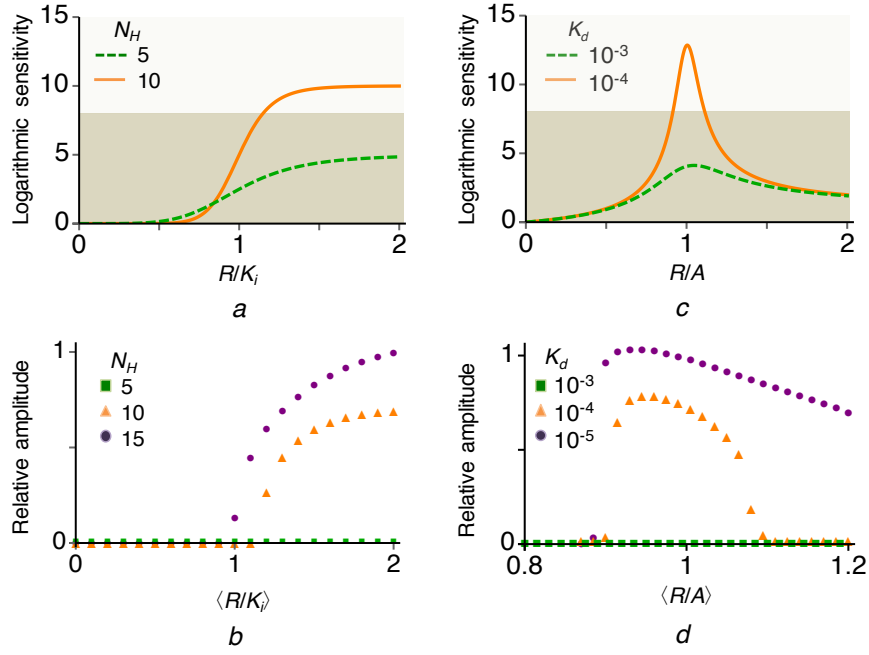 15
10
5
0
Logarithmic sensitivity
N_H
5
10
0
1
2
R/K_i
a
15
10
5
0
Logarithmic sensitivity
K_d
10^-3
10^-4
0
1
2
R/A
c
1
0
Relative amplitude
N_H
5
10
15
0
1
2
⟨R/K_i⟩
b
1
0
Relative amplitude
K_d
10^-3
10^-4
10^-5
0.8
1
1.2
⟨R/A⟩
d